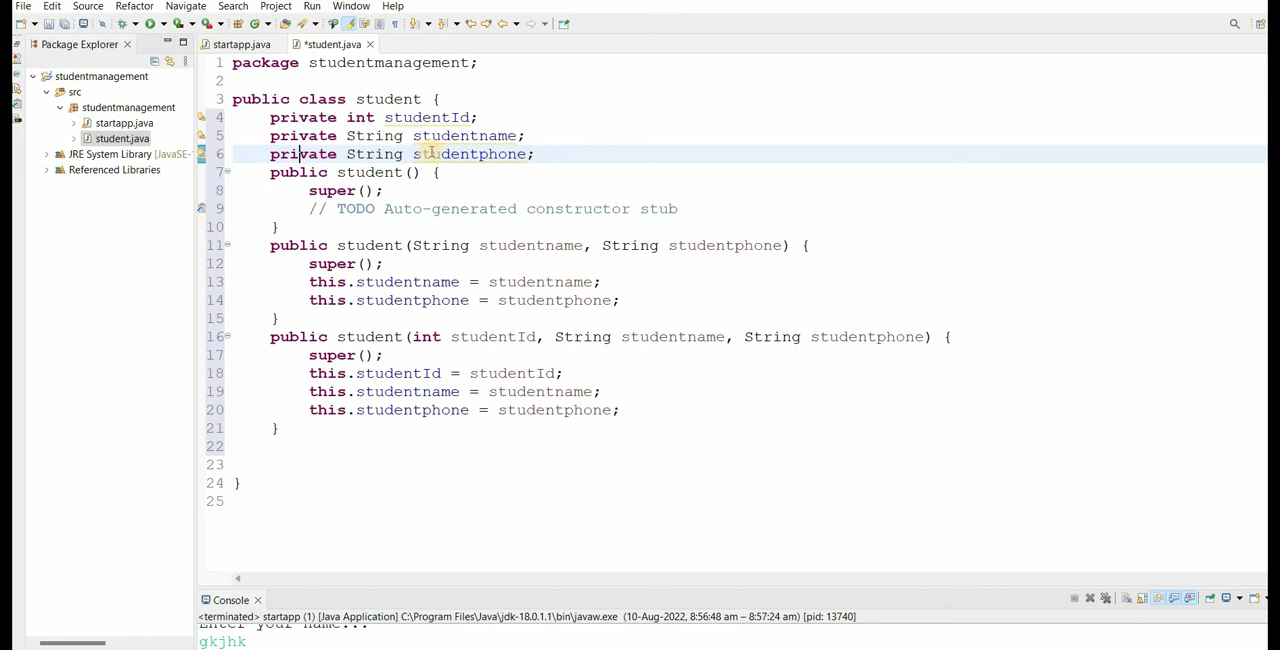 File Edit Source Refactor Navigate Search Project Run Window Help
Package Explorer
startapp.java
*student.java
studentmanagement
src
studentmanagement
startapp.java
student.java
JRE System Library [JavaSE-
Referenced Libraries
1 package studentmanagement;
2
3 public class student {
4 private int studentId;
5 private String studentname;
6 private String studentphone;
7 public student() {
8 super();
9 // TODO Auto-generated constructor stub
10 }
11 public student(String studentname, String studentphone) {
12 super();
13 this.studentname = studentname;
14 this.studentphone = studentphone;
15 }
16 public student(int studentId, String studentname, String studentphone) {
17 super();
18 this.studentId = studentId;
19 this.studentname = studentname;
20 this.studentphone = studentphone;
21 }
22
23
24 }
25
Console
<terminated> startapp (1) [Java Application] C:\Program Files\Java\jdk-18.0.1.1\bin\javaw.exe (10-Aug-2022, 8:56:48 am – 8:57:24 am) [pid: 13740]
Enter your name...
gkjhk